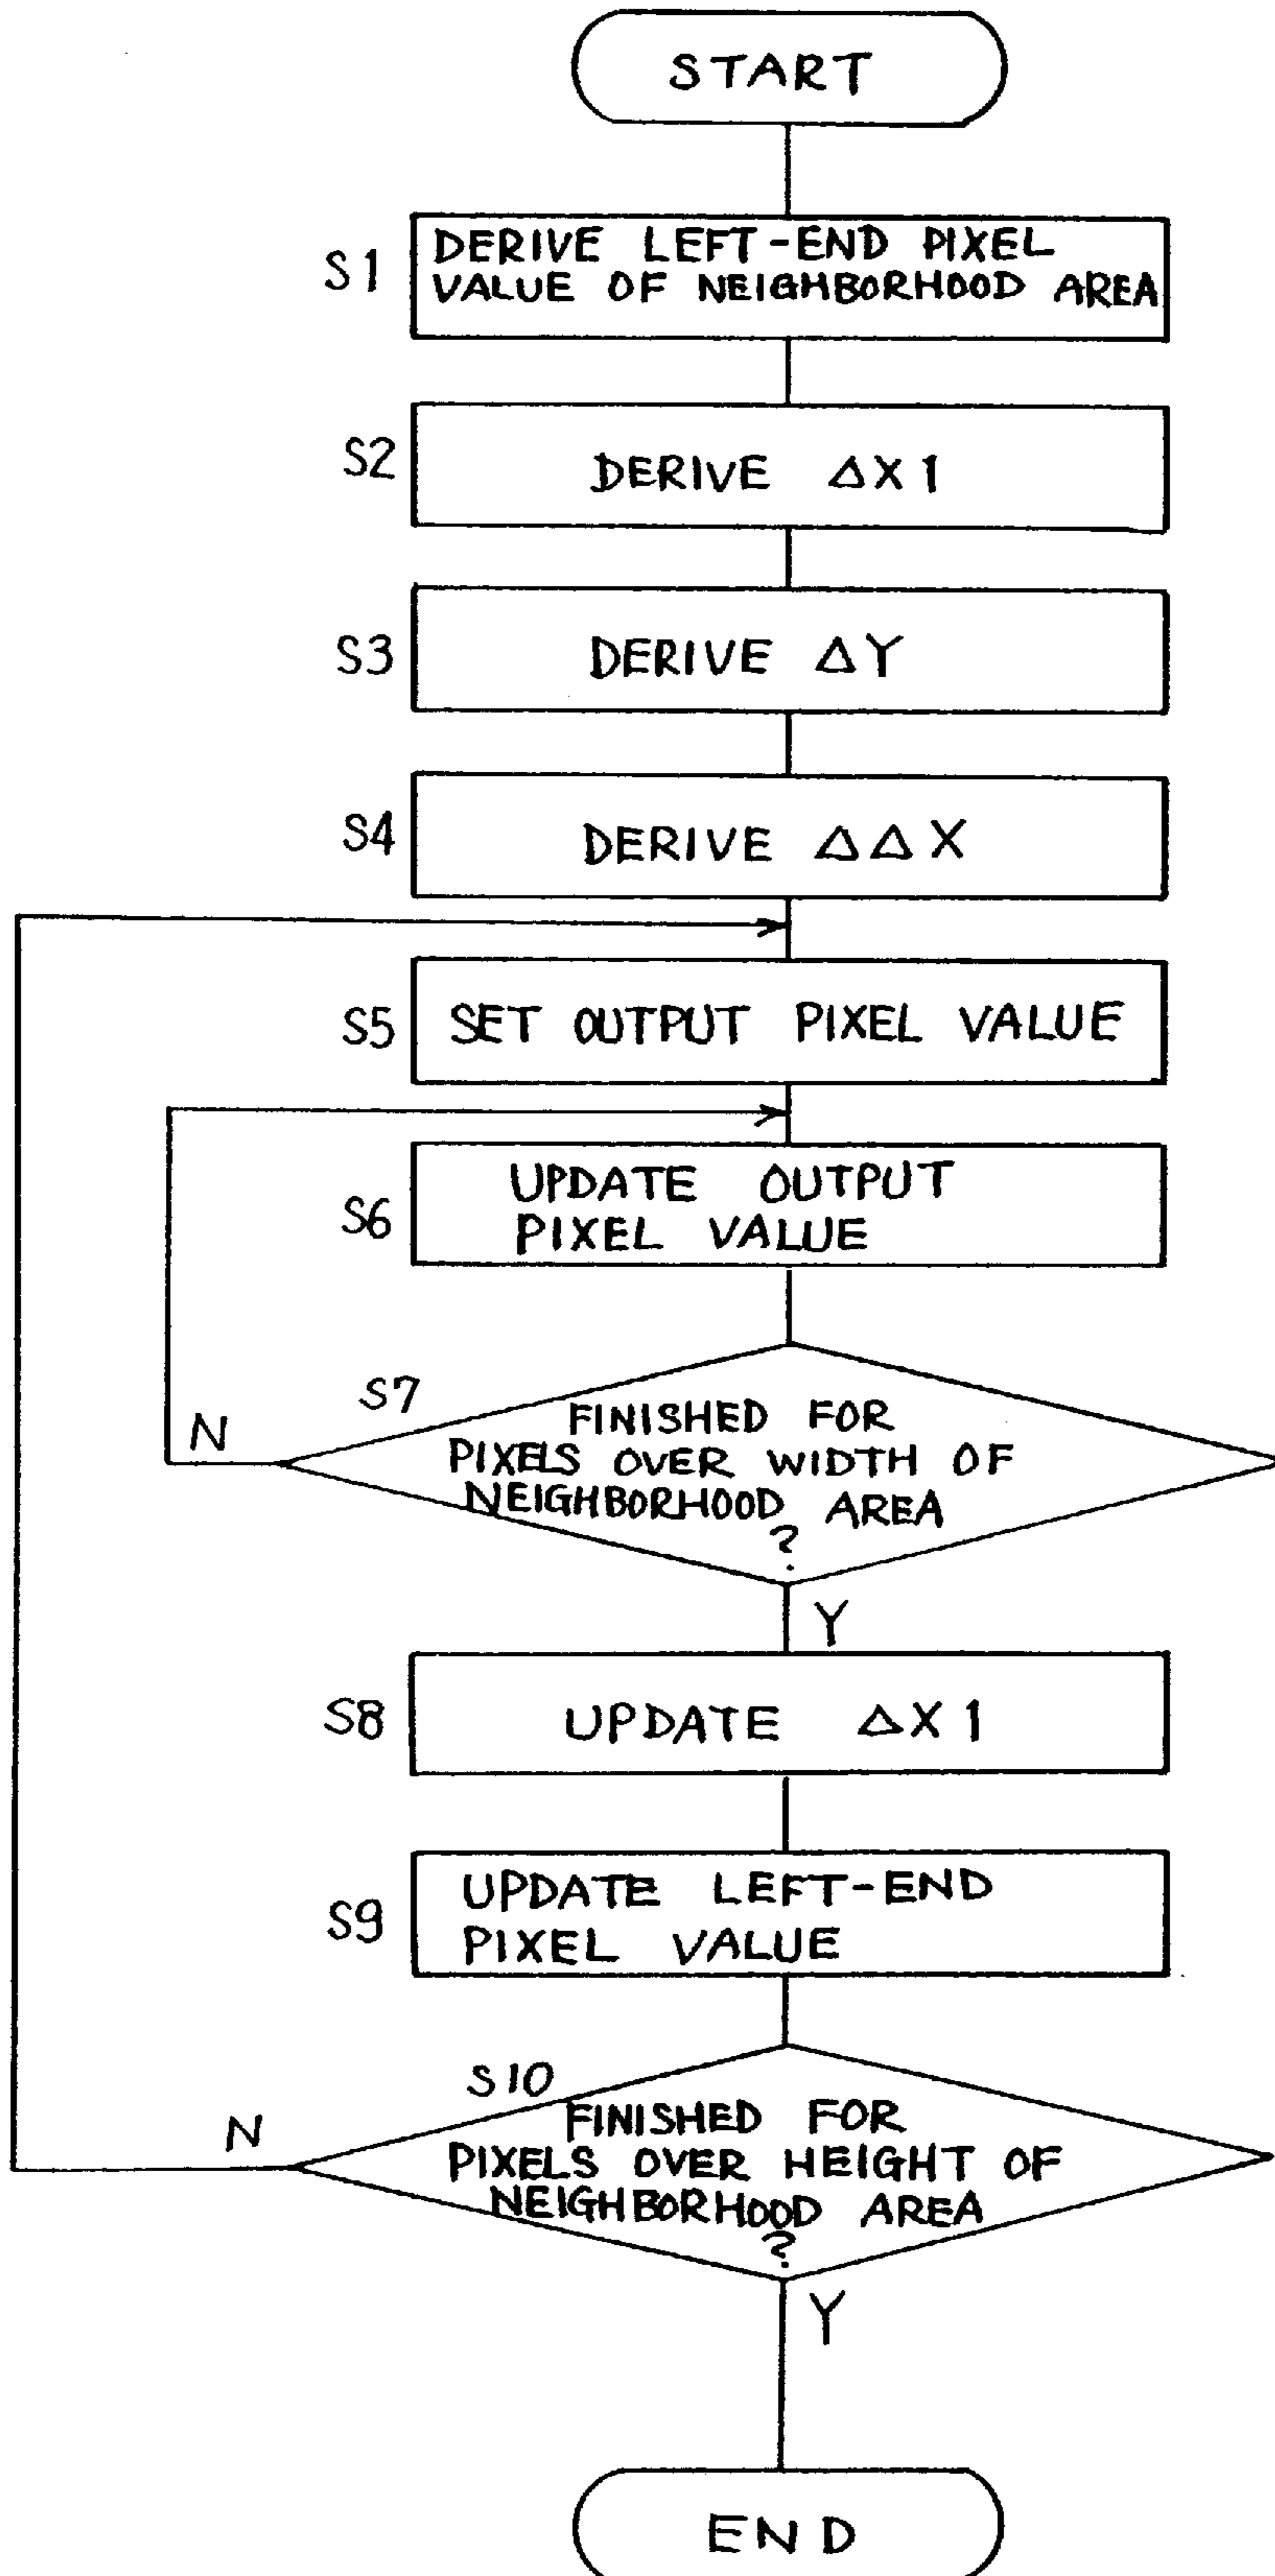 START
S1
DERIVE LEFT-END PIXEL
VALUE OF NEIGHBORHOOD AREA
S2
DERIVE ΔX1
S3
DERIVE ΔY
S4
DERIVE ΔΔX
S5
SET OUTPUT PIXEL VALUE
S6
UPDATE OUTPUT
PIXEL VALUE
S7
N
FINISHED FOR
PIXELS OVER WIDTH OF
NEIGHBORHOOD AREA
?
Y
S8
UPDATE ΔX1
S9
UPDATE LEFT-END
PIXEL VALUE
S10
N
FINISHED FOR
PIXELS OVER HEIGHT OF
NEIGHBORHOOD AREA
?
Y
END